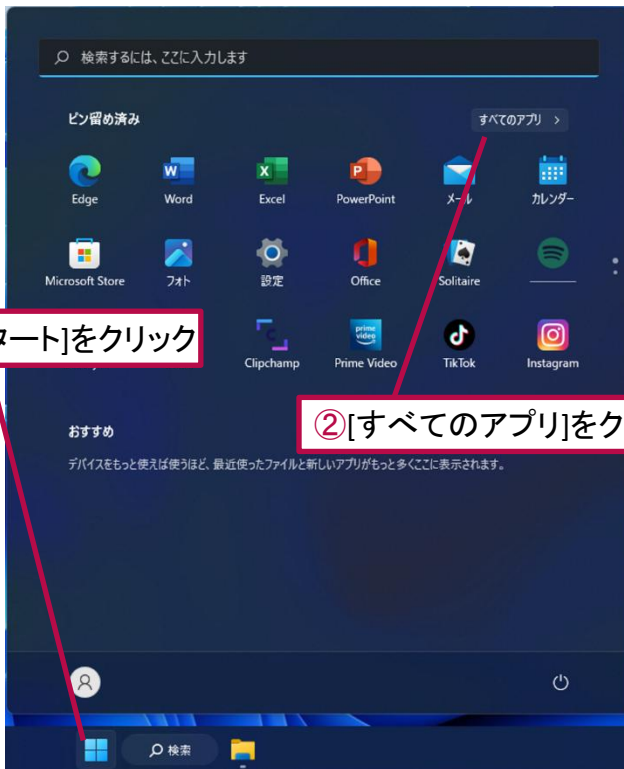 検索するには、ここに入力します
ピン留め済み
すべてのアプリ >
Edge
Word
Excel
PowerPoint
メール
カレンダー
Microsoft Store
フォト
設定
Office
Solitaire
ート]をクリック
Clipchamp
prime video
Prime Video
TikTok
Instagram
②[すべてのアプリ]をク
おすすめ
デバイスをもっと使えば使うほど、最近使ったファイルと新しいアプリがもっと多くここに表示されます。
検索